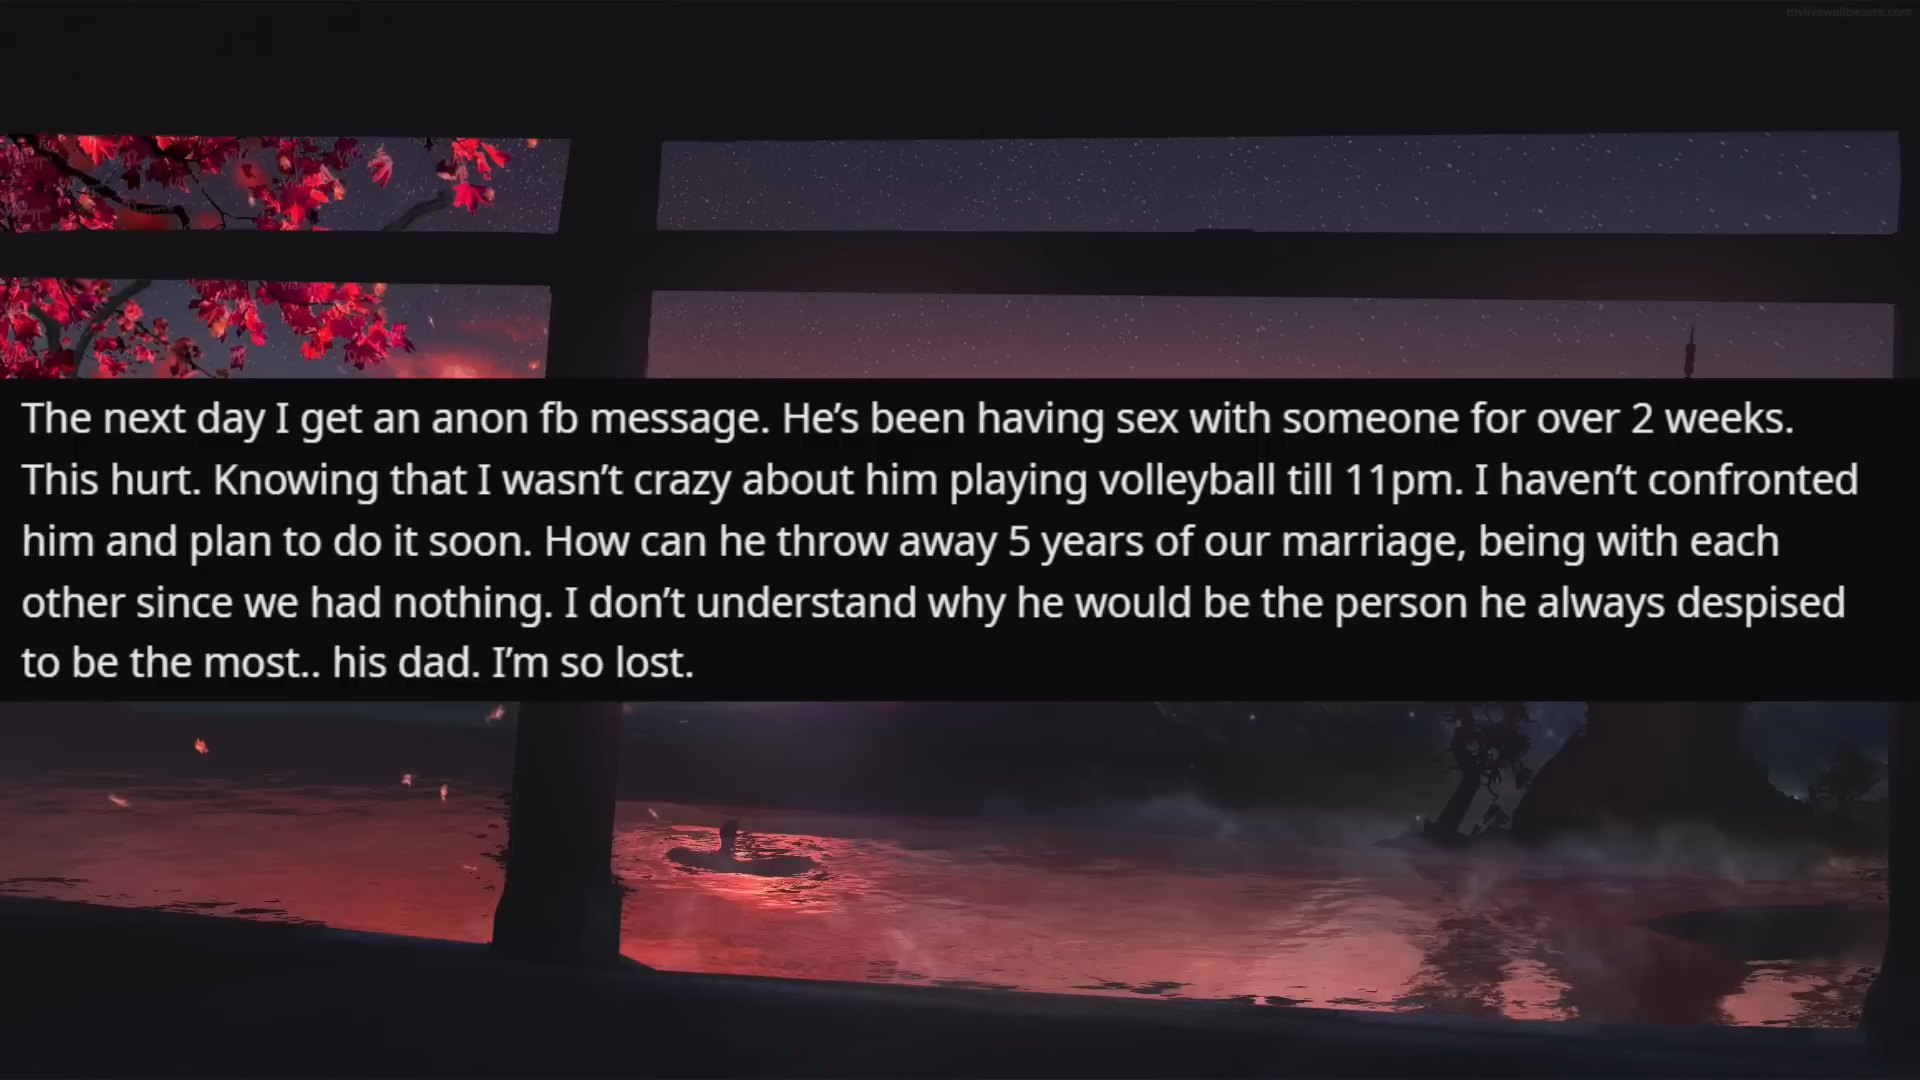 mylivewallpapers.com
The next day I get an anon fb message. He’s been having sex with someone for over 2 weeks.
This hurt. Knowing that I wasn’t crazy about him playing volleyball till 11pm. I haven’t confronted
him and plan to do it soon. How can he throw away 5 years of our marriage, being with each
other since we had nothing. I don’t understand why he would be the person he always despised
to be the most.. his dad. I’m so lost.